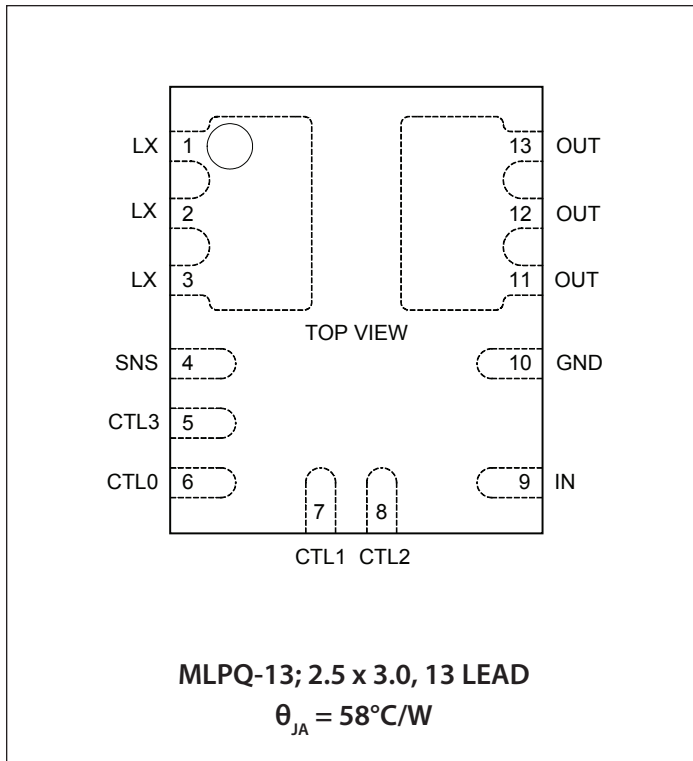 LX 1 13 OUT
LX 2 12 OUT
LX 3 11 OUT
TOP VIEW
SNS 4 10 GND
CTL3 5
CTL0 6 9 IN
7 8
CTL1 CTL2
MLPQ-13; 2.5 x 3.0, 13 LEAD
θJA = 58°C/W